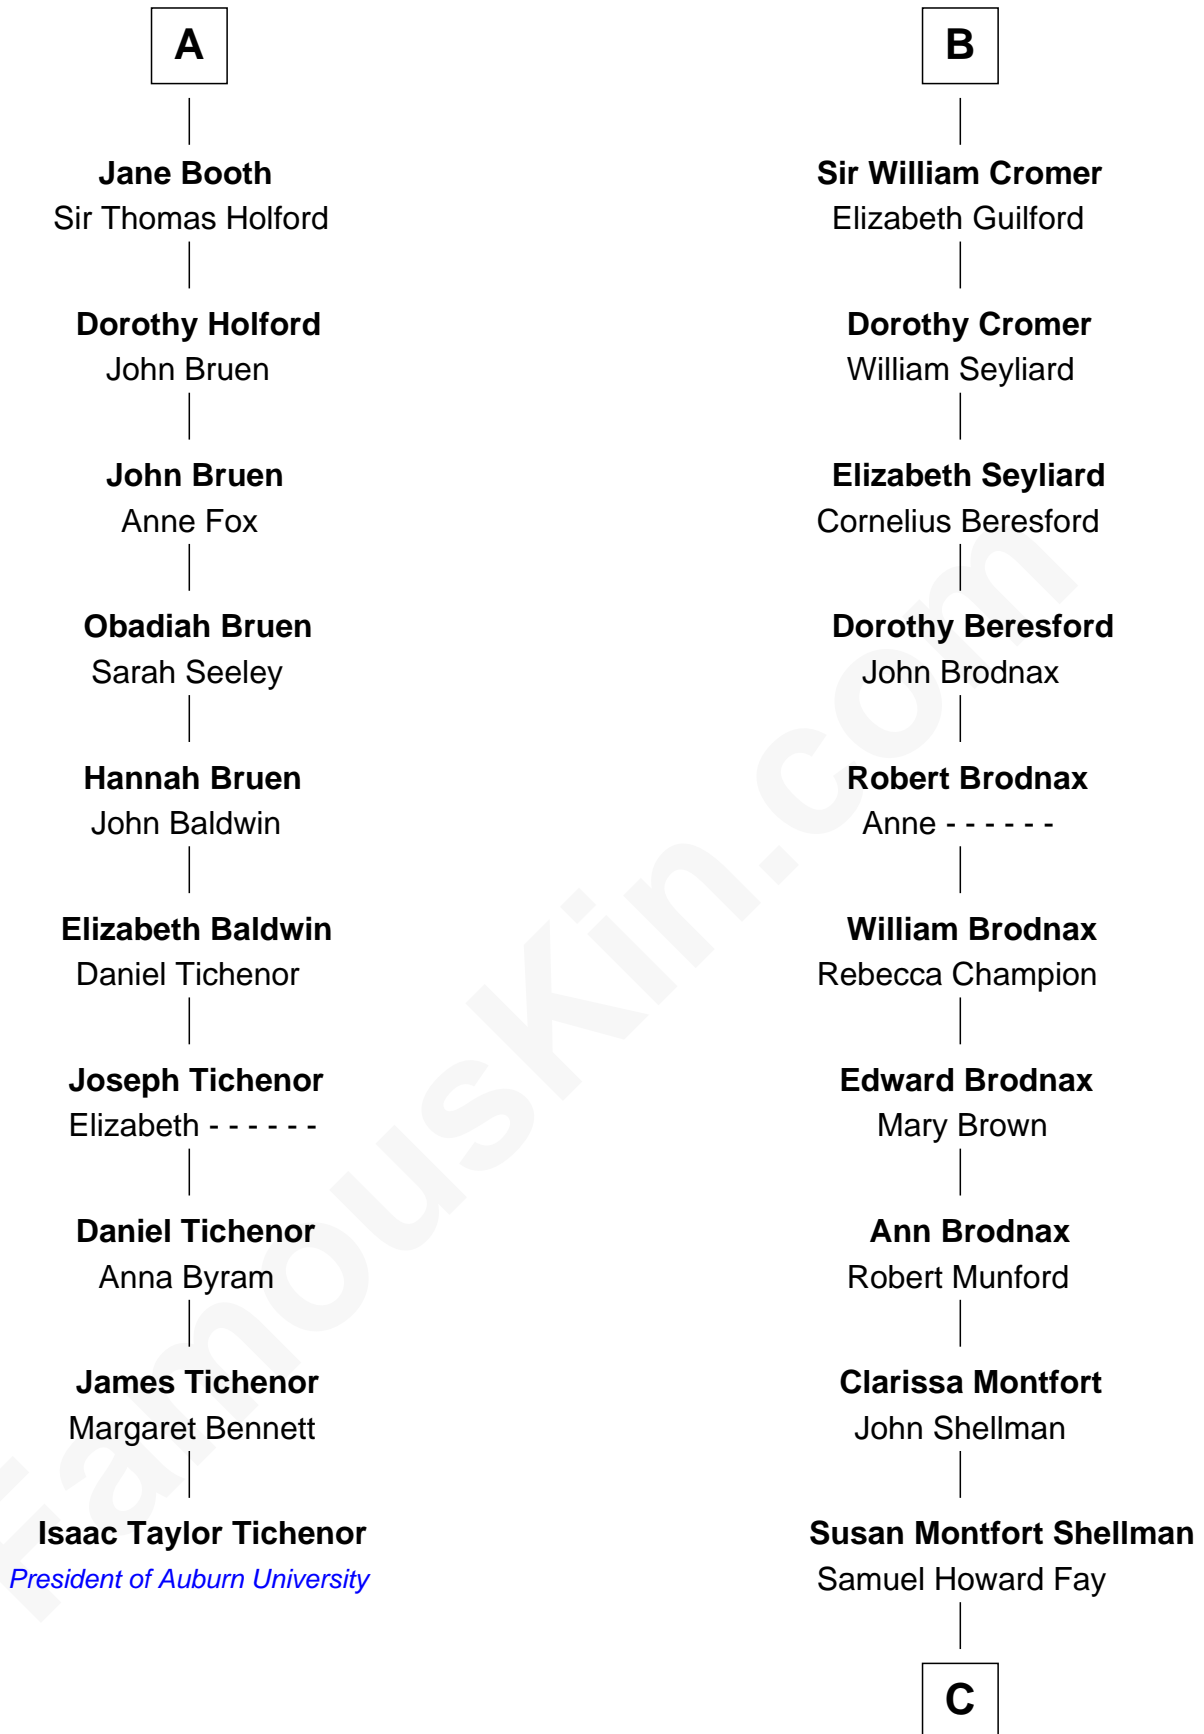 A
Jane Booth
Sir Thomas Holford
Dorothy Holford
John Bruen
John Bruen
Anne Fox
Obadiah Bruen
Sarah Seeley
Hannah Bruen
John Baldwin
Elizabeth Baldwin
Daniel Tichenor
Joseph Tichenor
Elizabeth - - - - - -
Daniel Tichenor
Anna Byram
James Tichenor
Margaret Bennett
Isaac Taylor Tichenor
President of Auburn University
B
Sir William Cromer
Elizabeth Guilford
Dorothy Cromer
William Seyliard
Elizabeth Seyliard
Cornelius Beresford
Dorothy Beresford
John Brodnax
Robert Brodnax
Anne - - - - - -
William Brodnax
Rebecca Champion
Edward Brodnax
Mary Brown
Ann Brodnax
Robert Munford
Clarissa Montfort
John Shellman
Susan Montfort Shellman
Samuel Howard Fay
C
FamousKin.com